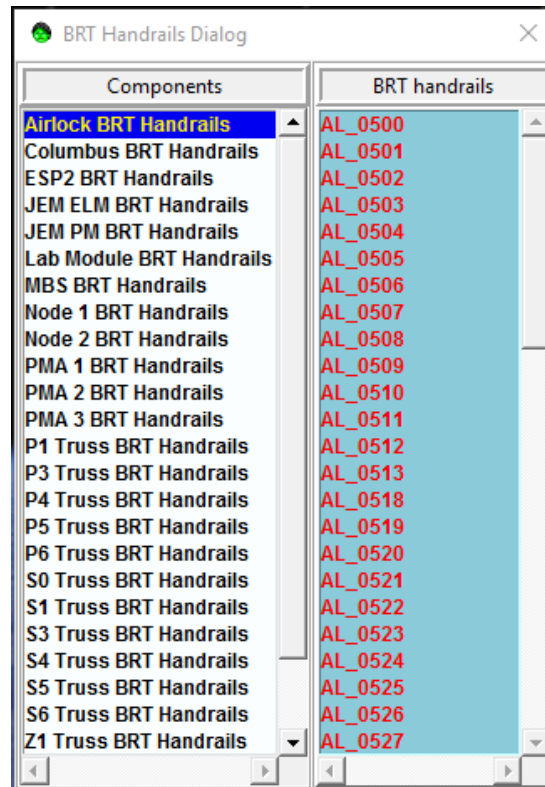 BRT Handrails Dialog
Components
Airlock BRT Handrails
Columbus BRT Handrails
ESP2 BRT Handrails
JEM ELM BRT Handrails
JEM PM BRT Handrails
Lab Module BRT Handrails
MBS BRT Handrails
Node 1 BRT Handrails
Node 2 BRT Handrails
PMA 1 BRT Handrails
PMA 2 BRT Handrails
PMA 3 BRT Handrails
P1 Truss BRT Handrails
P3 Truss BRT Handrails
P4 Truss BRT Handrails
P5 Truss BRT Handrails
P6 Truss BRT Handrails
S0 Truss BRT Handrails
S1 Truss BRT Handrails
S3 Truss BRT Handrails
S4 Truss BRT Handrails
S5 Truss BRT Handrails
S6 Truss BRT Handrails
Z1 Truss BRT Handrails
BRT handrails
AL_0500
AL_0501
AL_0502
AL_0503
AL_0504
AL_0505
AL_0506
AL_0507
AL_0508
AL_0509
AL_0510
AL_0511
AL_0512
AL_0513
AL_0518
AL_0519
AL_0520
AL_0521
AL_0522
AL_0523
AL_0524
AL_0525
AL_0526
AL_0527